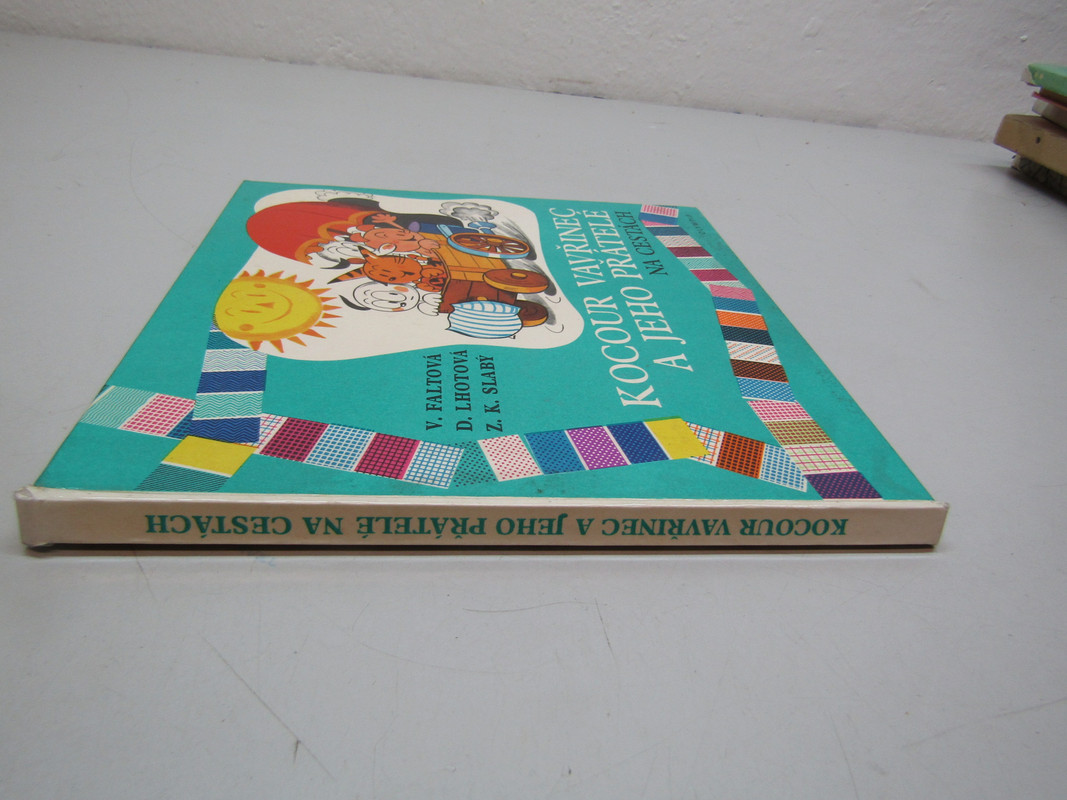 V. FALTOVÁ
D. LHOTOVÁ
Z. K. SLABÝ
KOCOUR VAVŘINEC
A JEHO PŘÁTELÉ
NA CESTÁCH
KOCOUR VAVŘINEC A JEHO PŘÁTELÉ NA CESTÁCH